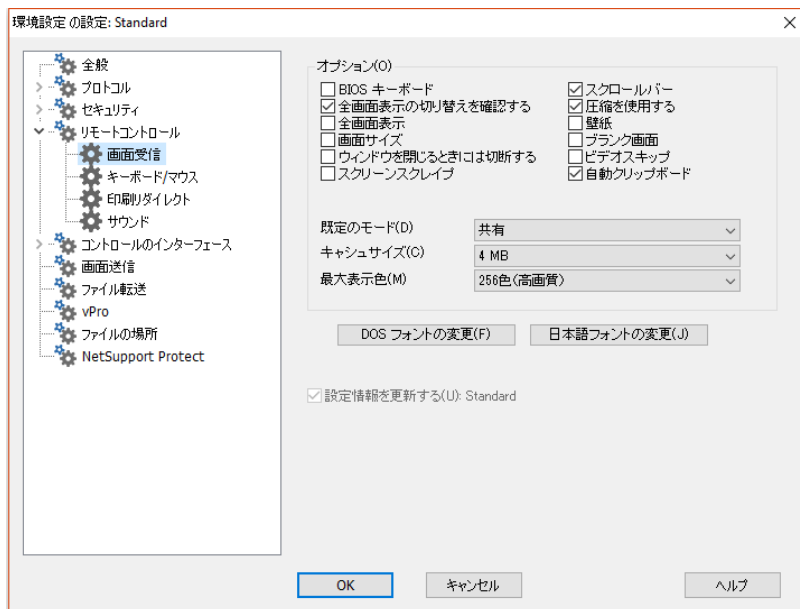 環境設定 の設定: Standard
全般
プロトコル
セキュリティ
リモートコントロール
画面受信
キーボード/マウス
印刷リダイレクト
サウンド
コントロールのインターフェース
画面送信
ファイル転送
vPro
ファイルの場所
NetSupport Protect
オプション(O)
BIOS キーボード
全画面表示の切り替えを確認する
全画面表示
画面サイズ
ウィンドウを閉じるときには切断する
スクリーンスクレイプ
スクロールバー
圧縮を使用する
壁紙
ブランク画面
ビデオスキップ
自動クリップボード
既定のモード(D)
共有
キャシュサイズ(C)
4 MB
最大表示色(M)
256色(高画質)
DOS フォントの変更(F)
日本語フォントの変更(J)
設定情報を更新する(U): Standard
OK
キャンセル
ヘルプ